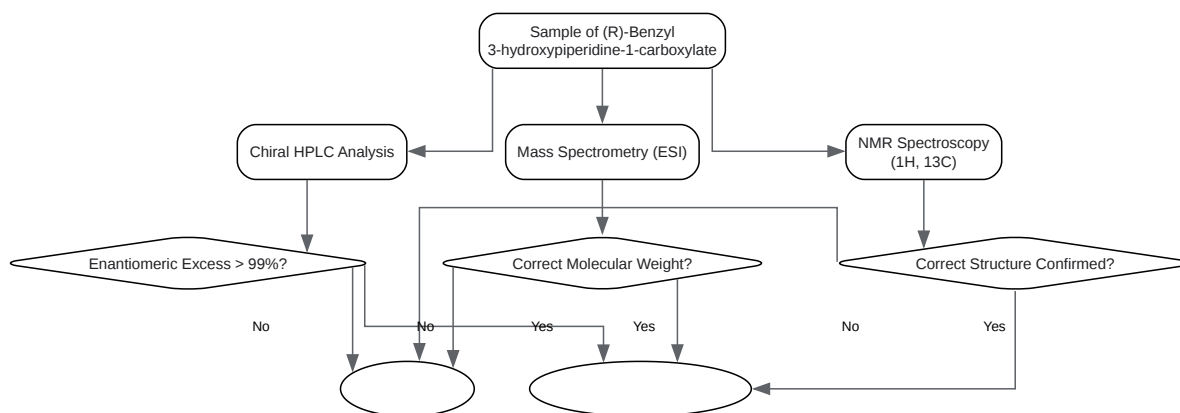 Sample of (R)-Benzyl
3-hydroxypiperidine-1-carboxylate
Chiral HPLC Analysis
Mass Spectrometry (ESI)
NMR Spectroscopy
(1H, 13C)
Enantiomeric Excess > 99%?
Correct Molecular Weight?
Correct Structure Confirmed?
No
No
Yes
Yes
No
Yes